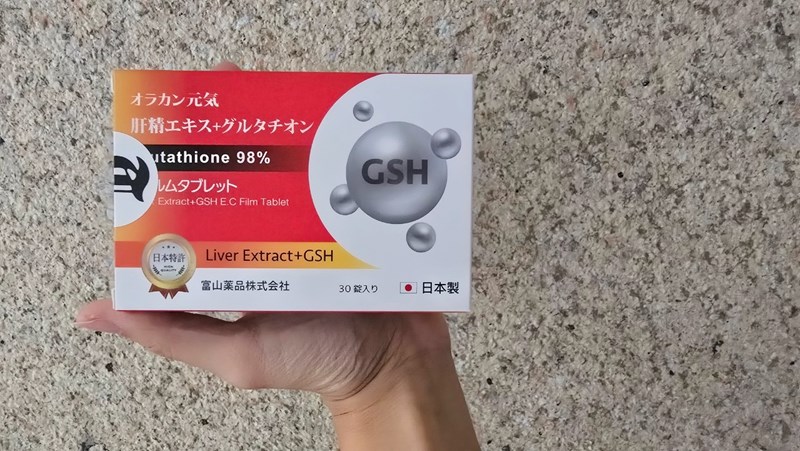 オラカン元気
肝精エキス+グルタチオン
utathione 98%
ルムタブレット
Extract+GSH E.C Film Tablet
GSH
日本特許
Liver Extract+GSH
富山薬品株式会社
30錠入り
日本製